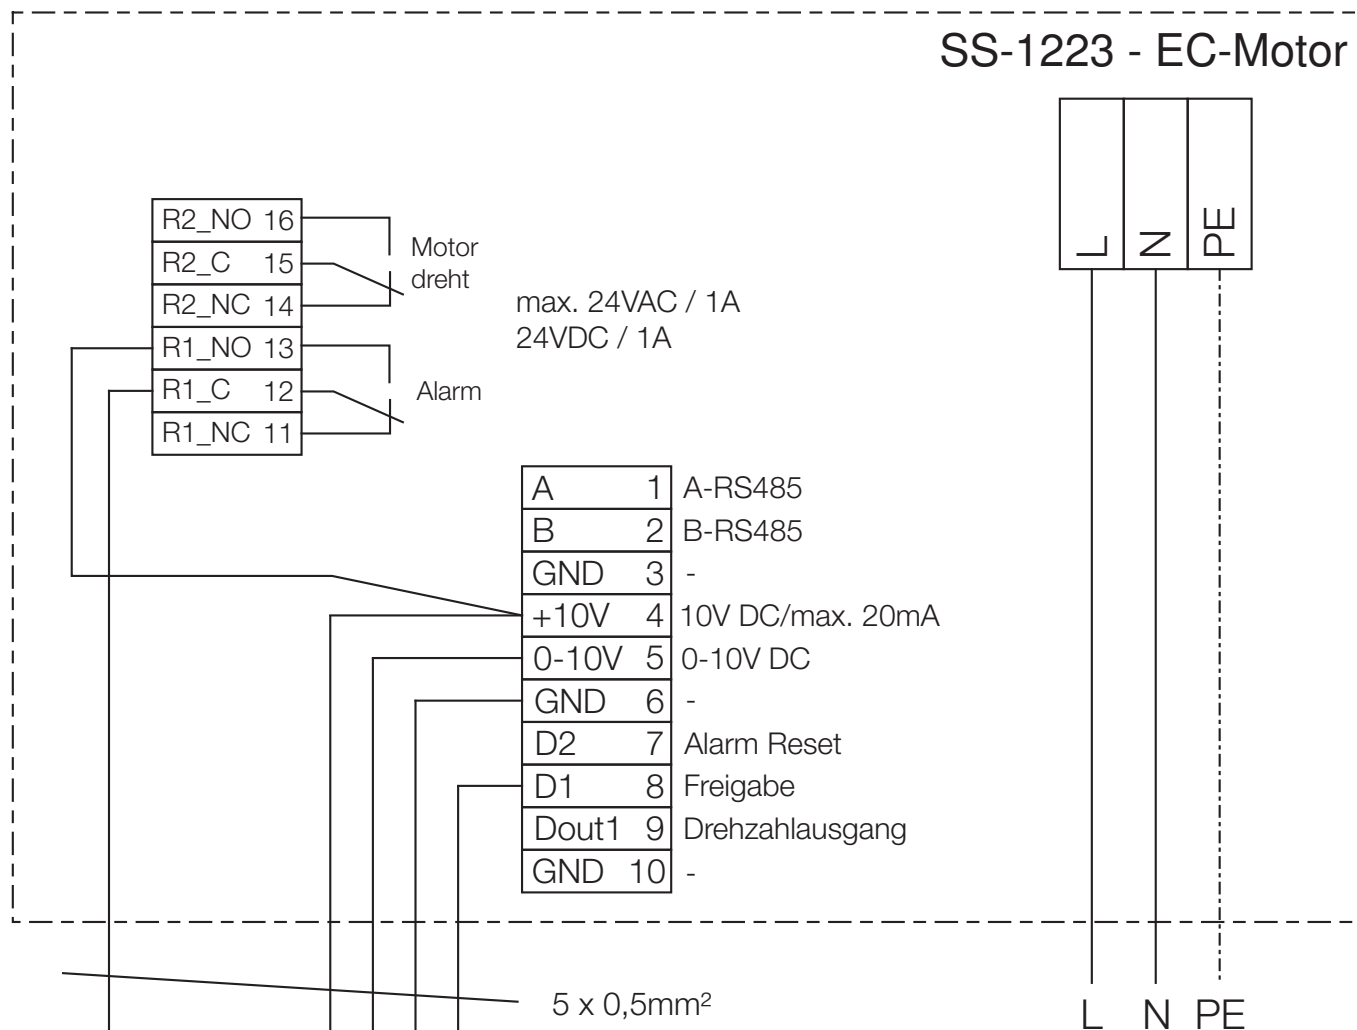 SS-1223 - EC-Motor
L
N
PE
R2_NO 16
R2_C 15
R2_NC 14
R1_NO 13
R1_C 12
R1_NC 11
Motor
dreht
Alarm
max. 24VAC / 1A
24VDC / 1A
A 1 A-RS485
B 2 B-RS485
GND 3 -
+10V 4 10V DC/max. 20mA
0-10V 5 0-10V DC
GND 6 -
D2 7 Alarm Reset
D1 8 Freigabe
Dout1 9 Drehzahlausgang
GND 10 -
5 x 0,5mm²
L N PE